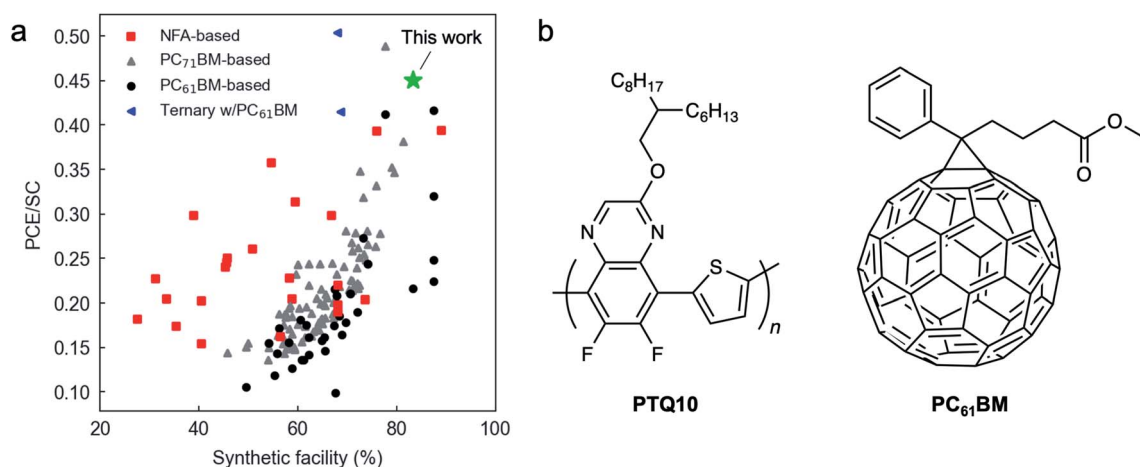 a
PCE/SC
0.50
0.45
0.40
0.35
0.30
0.25
0.20
0.15
0.10
NFA-based
PC71BM-based
PC61BM-based
Ternary w/PC61BM
This work
20
40
60
80
100
Synthetic facility (%)
b
C8H17
C6H13
O
N
N
S
n
F
F
PTQ10
O
O
PC61BM